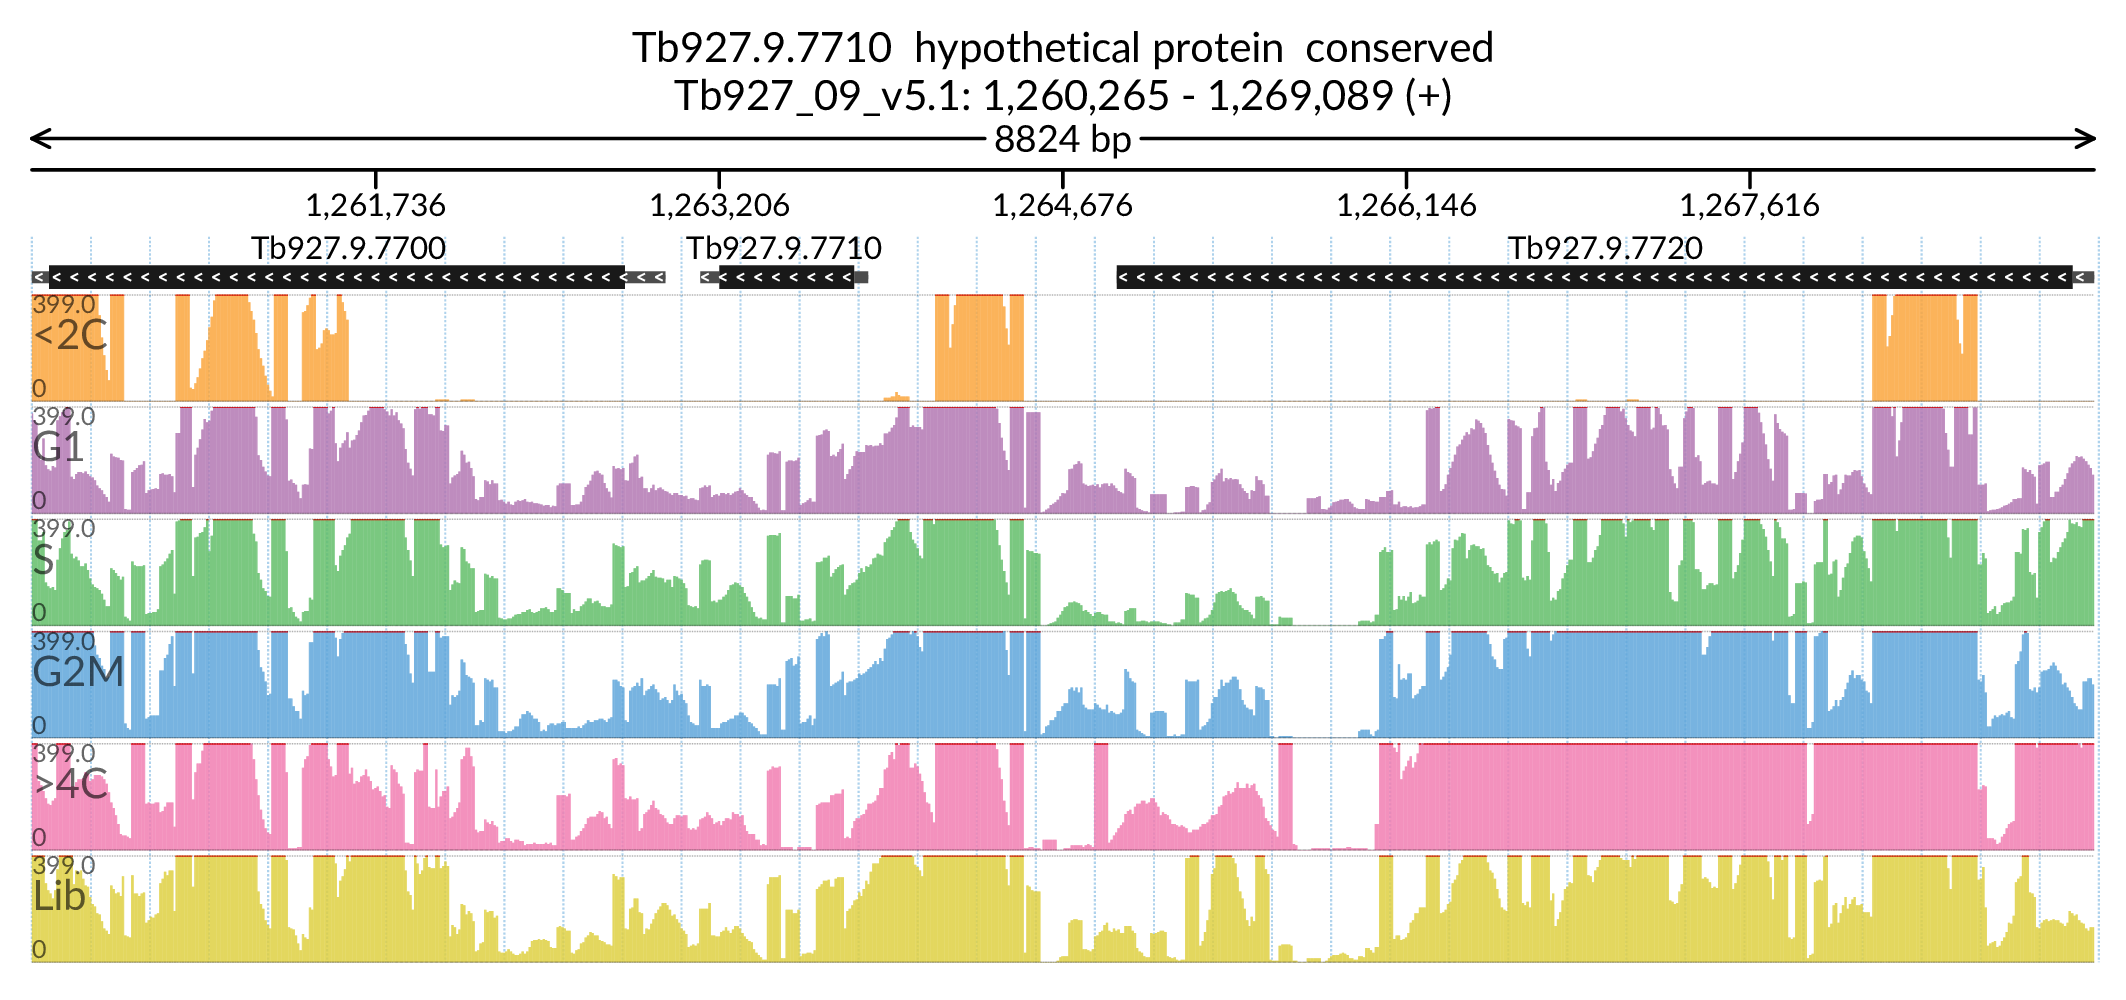 Tb927.9.7710 hypothetical protein conserved
Tb927_09_v5.1: 1,260,265 - 1,269,089 (+)
8824 bp
1,261,736 1,263,206 1,264,676 1,266,146 1,267,616
Tb927.9.7700 Tb927.9.7710 Tb927.9.7720
399.0
<2C
0
399.0
G1
0
399.0
S
0
399.0
G2M
0
399.0
>4C
0
399.0
Lib
0